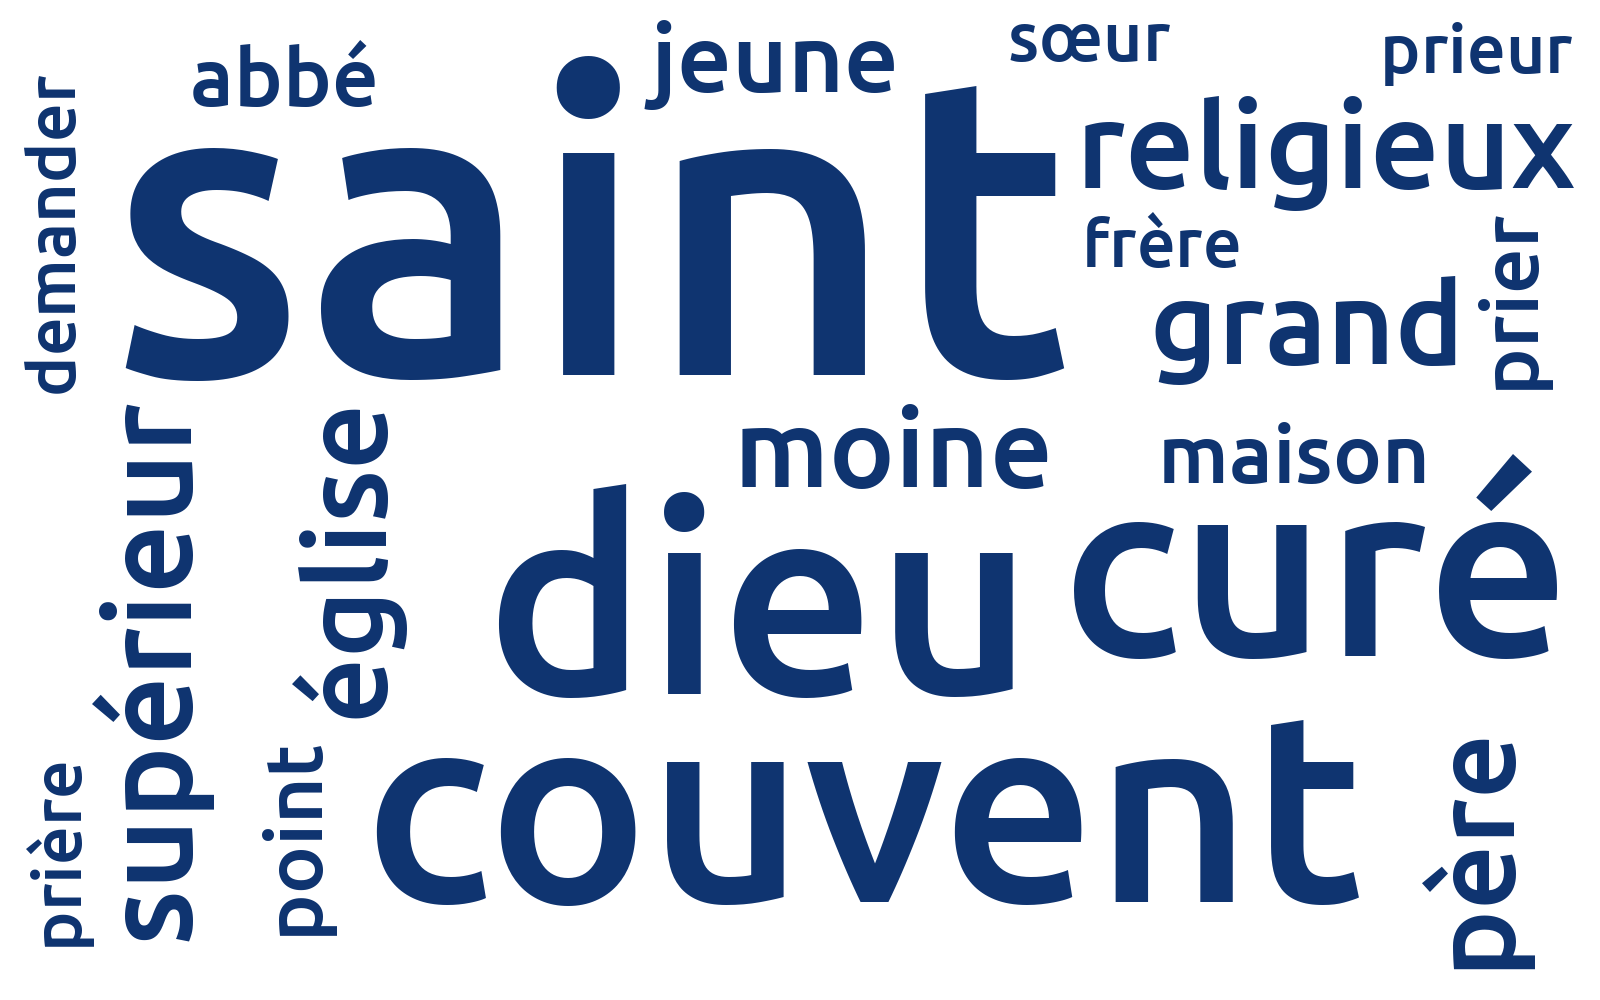 sœur
jeune
prieur
abbé
demander
saint
religieux
frère
prier
grand
moine
maison
supérieur
église
dieu
curé
couvent
père
point
prière